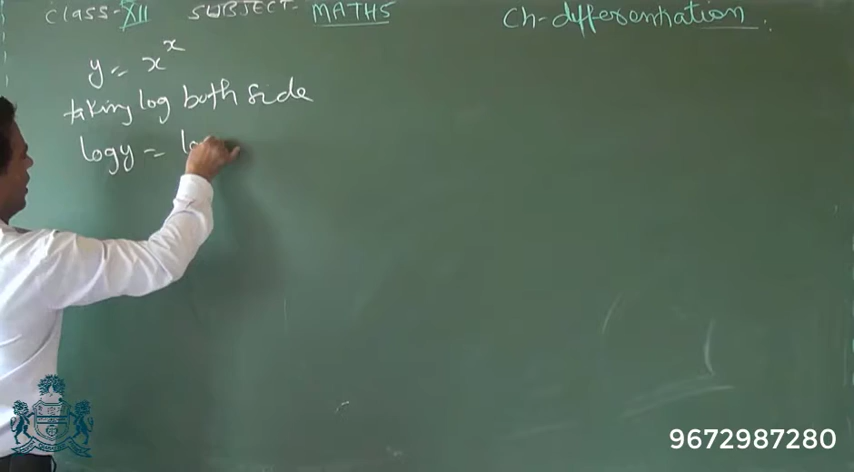 CLASS-XII SUBJECT- MATHS Ch-differentiation.
y = x^x
taking log both side
logy = lo
9672987280